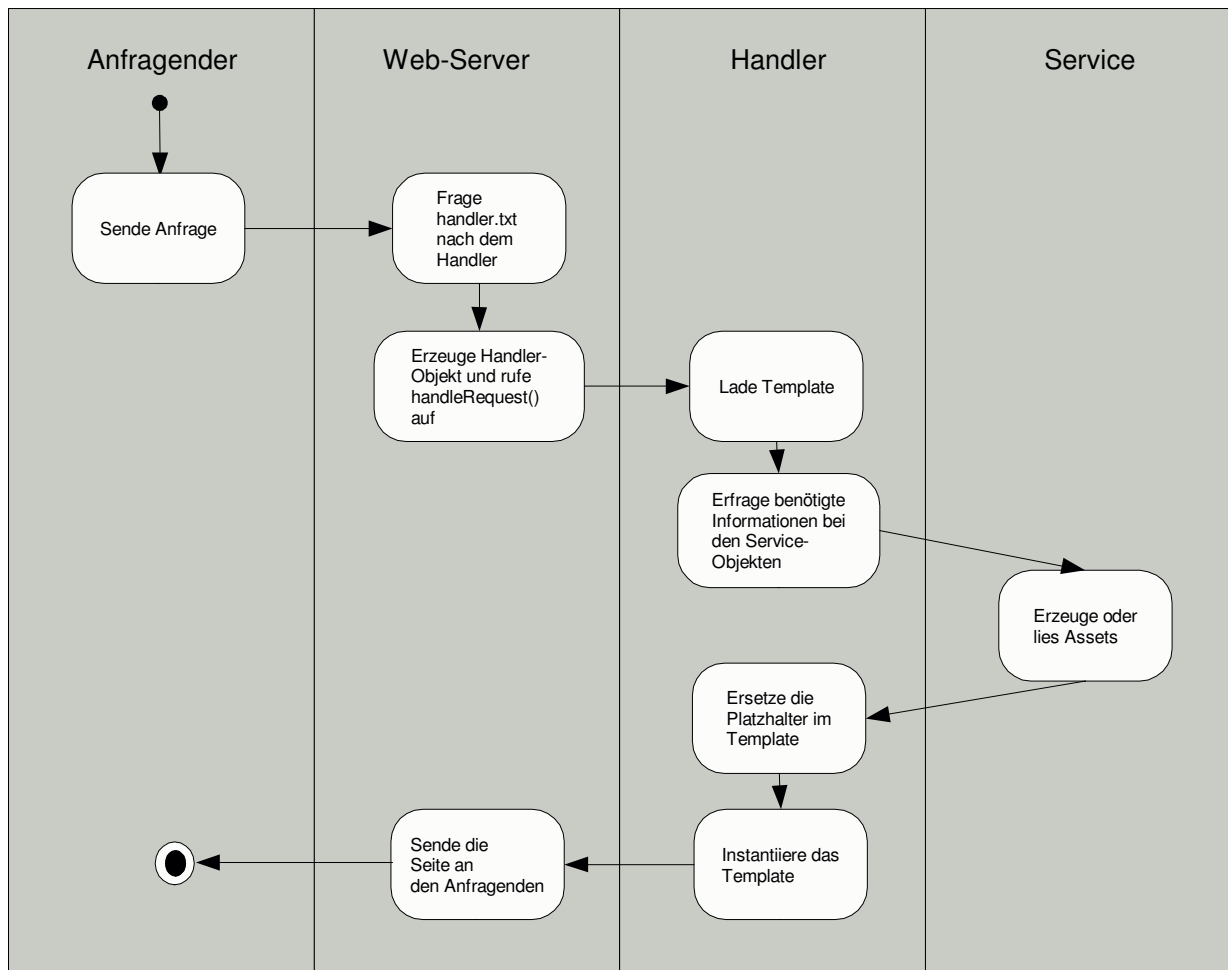 Anfragender
Web-Server
Handler
Service
Sende Anfrage
Frage
handler.txt
nach dem
Handler
Erzeuge Handler-
Objekt und rufe
handleRequest()
auf
Lade Template
Erfrage benötigte
Informationen bei
den Service-
Objekten
Erzeuge oder
lies Assets
Ersetze die
Platzhalter im
Template
Instantiiere das
Template
Sende die
Seite an
den Anfragenden